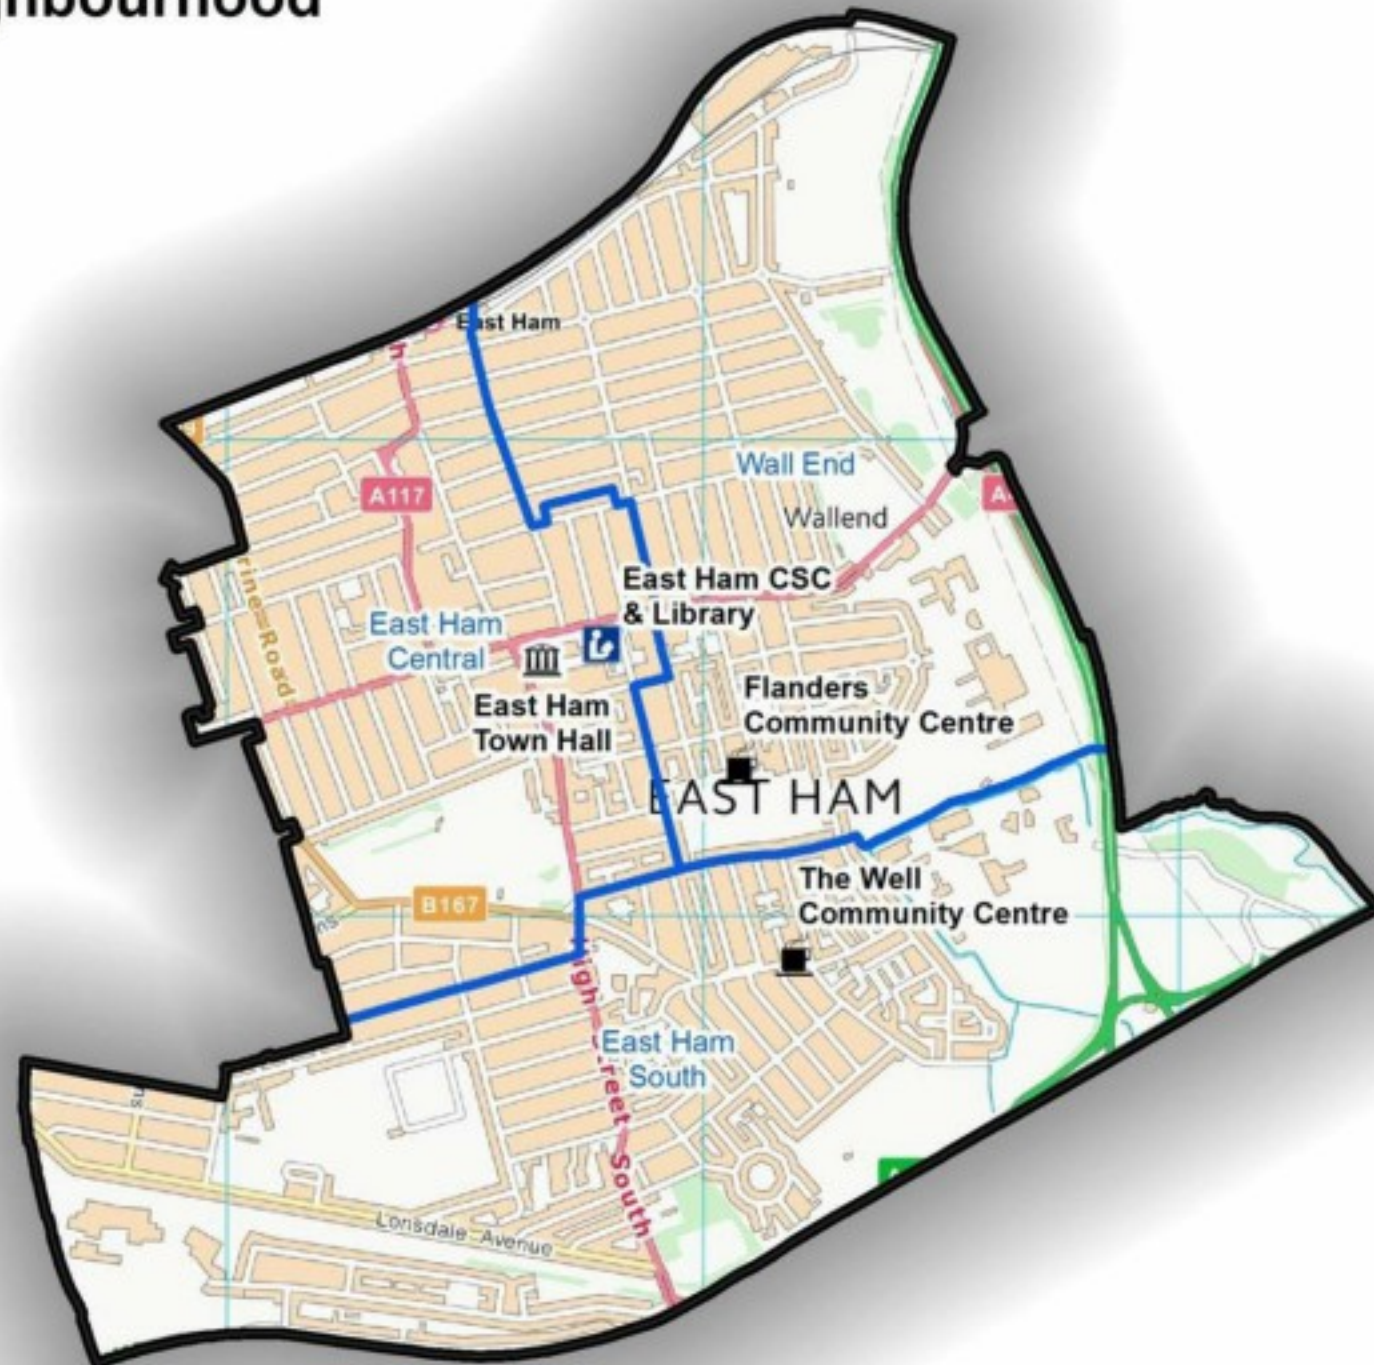 East Ham
A117
Wall End
Wallend
East Ham CSC
& Library
East Ham
Central
Road
East Ham
Town Hall
Flanders
Community Centre
EAST HAM
B167
The Well
Community Centre
High Street South
East Ham
South
Lonsdale Avenue